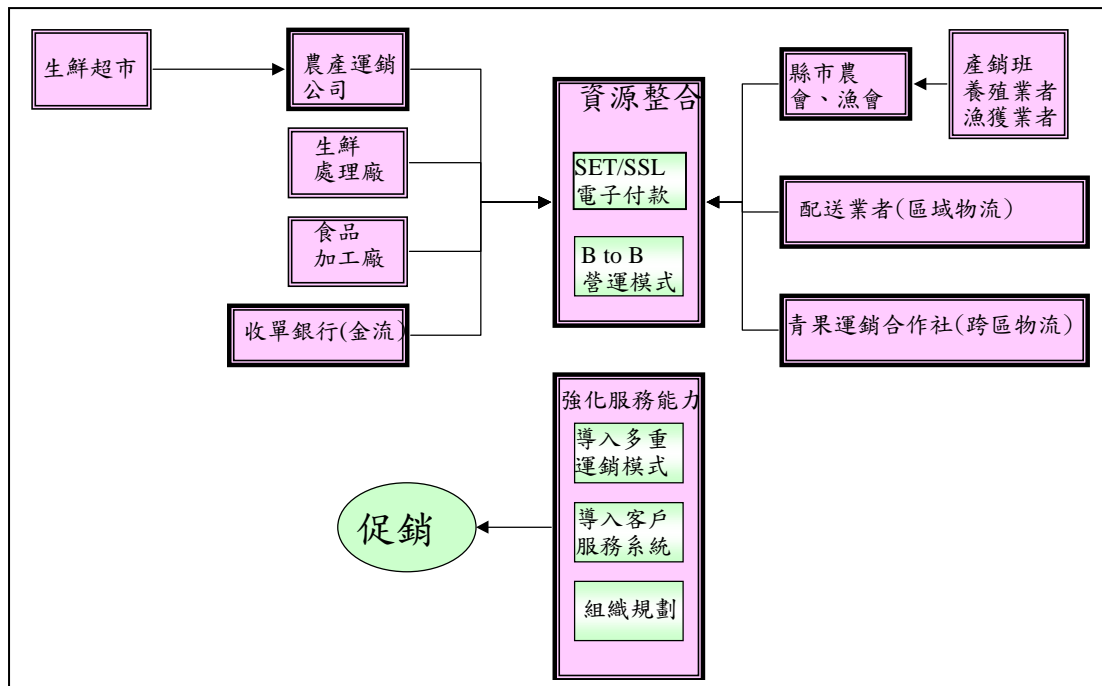 生鮮超市
農產運銷
公司
生鮮
處理廠
食品
加工廠
收單銀行(金流)
資源整合
SET/SSL
電子付款
B to B
營運模式
縣市農
會、漁會
產銷班
養殖業者
漁獲業者
配送業者(區域物流)
青果運銷合作社(跨區物流)
強化服務能力
導入多重
運銷模式
導入客戶
服務系統
組織規劃
促銷